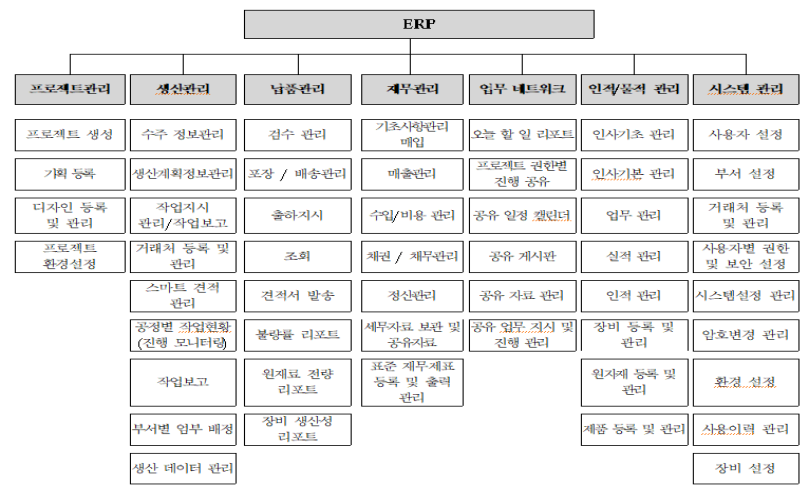 ERP
프로젝트관리
생산관리
납품관리
재무관리
업무 네트워크
인적/물적 관리
시스템 관리
프로젝트 생성
수주 정보관리
검수 관리
기초사항관리
매입
오늘 할 일 리포트
인사기초 관리
사용자 설정
기획 등록
생산계획정보관리
포장 / 배송관리
매출관리
프로젝트 권한별
진행 공유
인사기본 관리
부서 설정
디자인 등록
및 관리
작업지시
관리/작업보고
출하지시
수입/비용 관리
공유 일정 캘린더
업무 관리
거래처 등록
및 관리
프로젝트
환경설정
거래처 등록 및
관리
조회
채권 / 채무관리
공유 게시판
실적 관리
사용자별 권한
및 보안 설정
스마트 견적
관리
견적서 발송
정산관리
공유 자료 관리
인적 관리
시스템설정 관리
공정별 작업현황
(진행 모니터링)
불량률 리포트
세무자료 보관 및
공유자료
공유 업무 지시 및
진행 관리
장비 등록 및
관리
암호변경 관리
작업보고
원재료 전량
리포트
표준 재무제표
등록 및 출력
관리
원자재 등록 및
관리
환경 설정
부서별 업무 배정
장비 생산성
리포트
제품 등록 및 관리
사용이력 관리
생산 데이터 관리
장비 설정